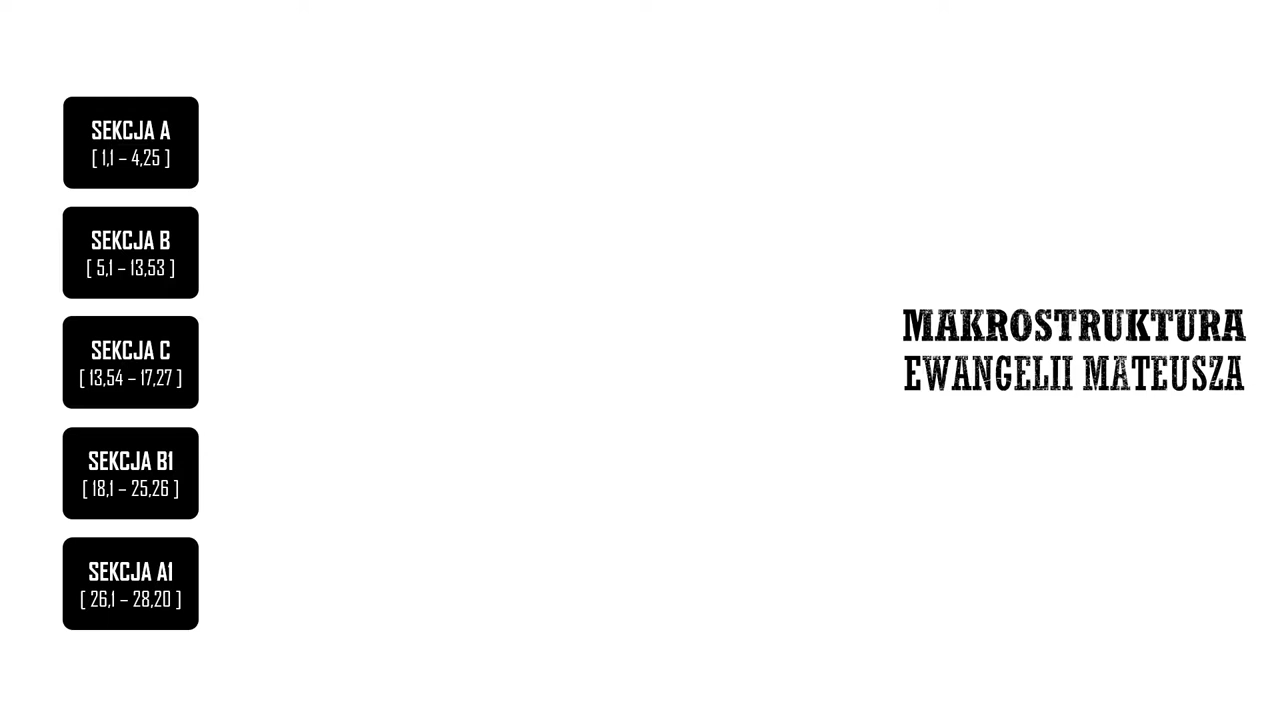 SEKCJA A
[ 1,1 – 4,25 ]
SEKCJA B
[ 5,1 – 13,53 ]
SEKCJA C
[ 13,54 – 17,27 ]
SEKCJA B1
[ 18,1 – 25,26 ]
SEKCJA A1
[ 26,1 – 28,20 ]
MAKROSTRUKTURA
EWANGELII MATEUSZA